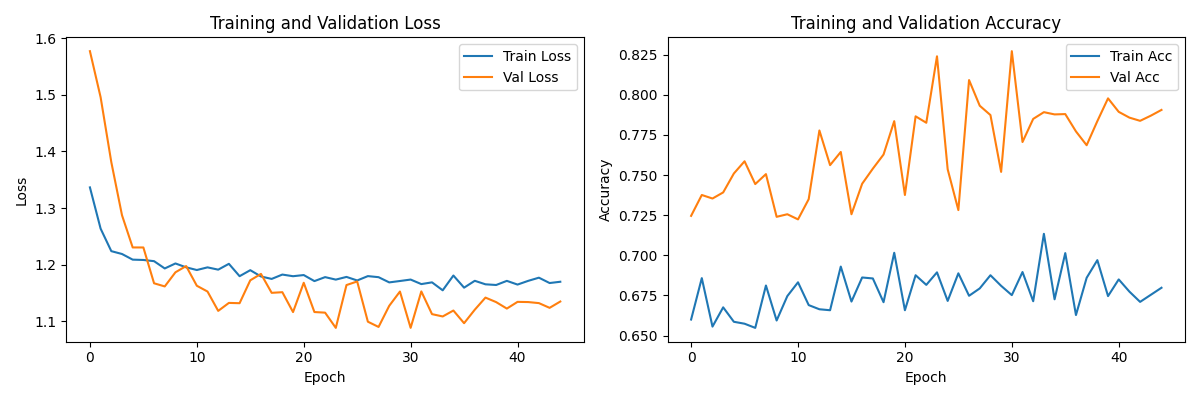 Training and Validation Loss
Train Loss
Val Loss
1.6
1.5
1.4
1.3
1.2
1.1
Loss
0
10
20
30
40
Epoch
Training and Validation Accuracy
Train Acc
Val Acc
0.825
0.800
0.775
0.750
0.725
0.700
0.675
0.650
Accuracy
0
10
20
30
40
Epoch